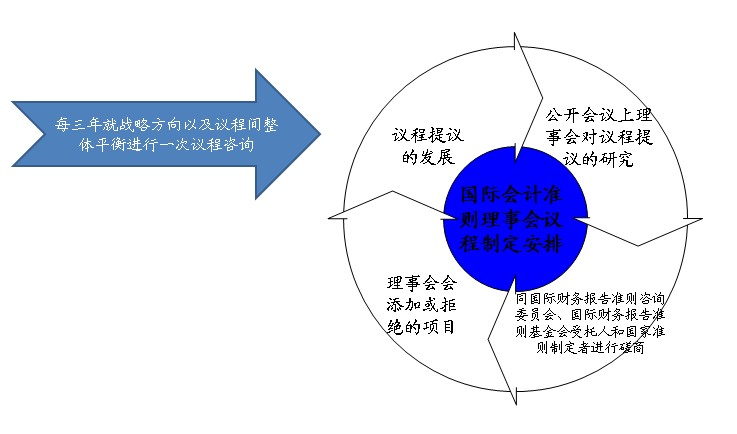 每三年就战略方向以及议程间整
体平衡进行一次议程咨询
议程提议
的发展
公开会议上理
事会对议程提
议的研究
国际会计准
则理事会议
程制定安排
理事会会
添加或拒
绝的项目
同国际财务报告准则咨询
委员会、国际财务报告准
则基金会受托人和国家准
则制定者进行磋商